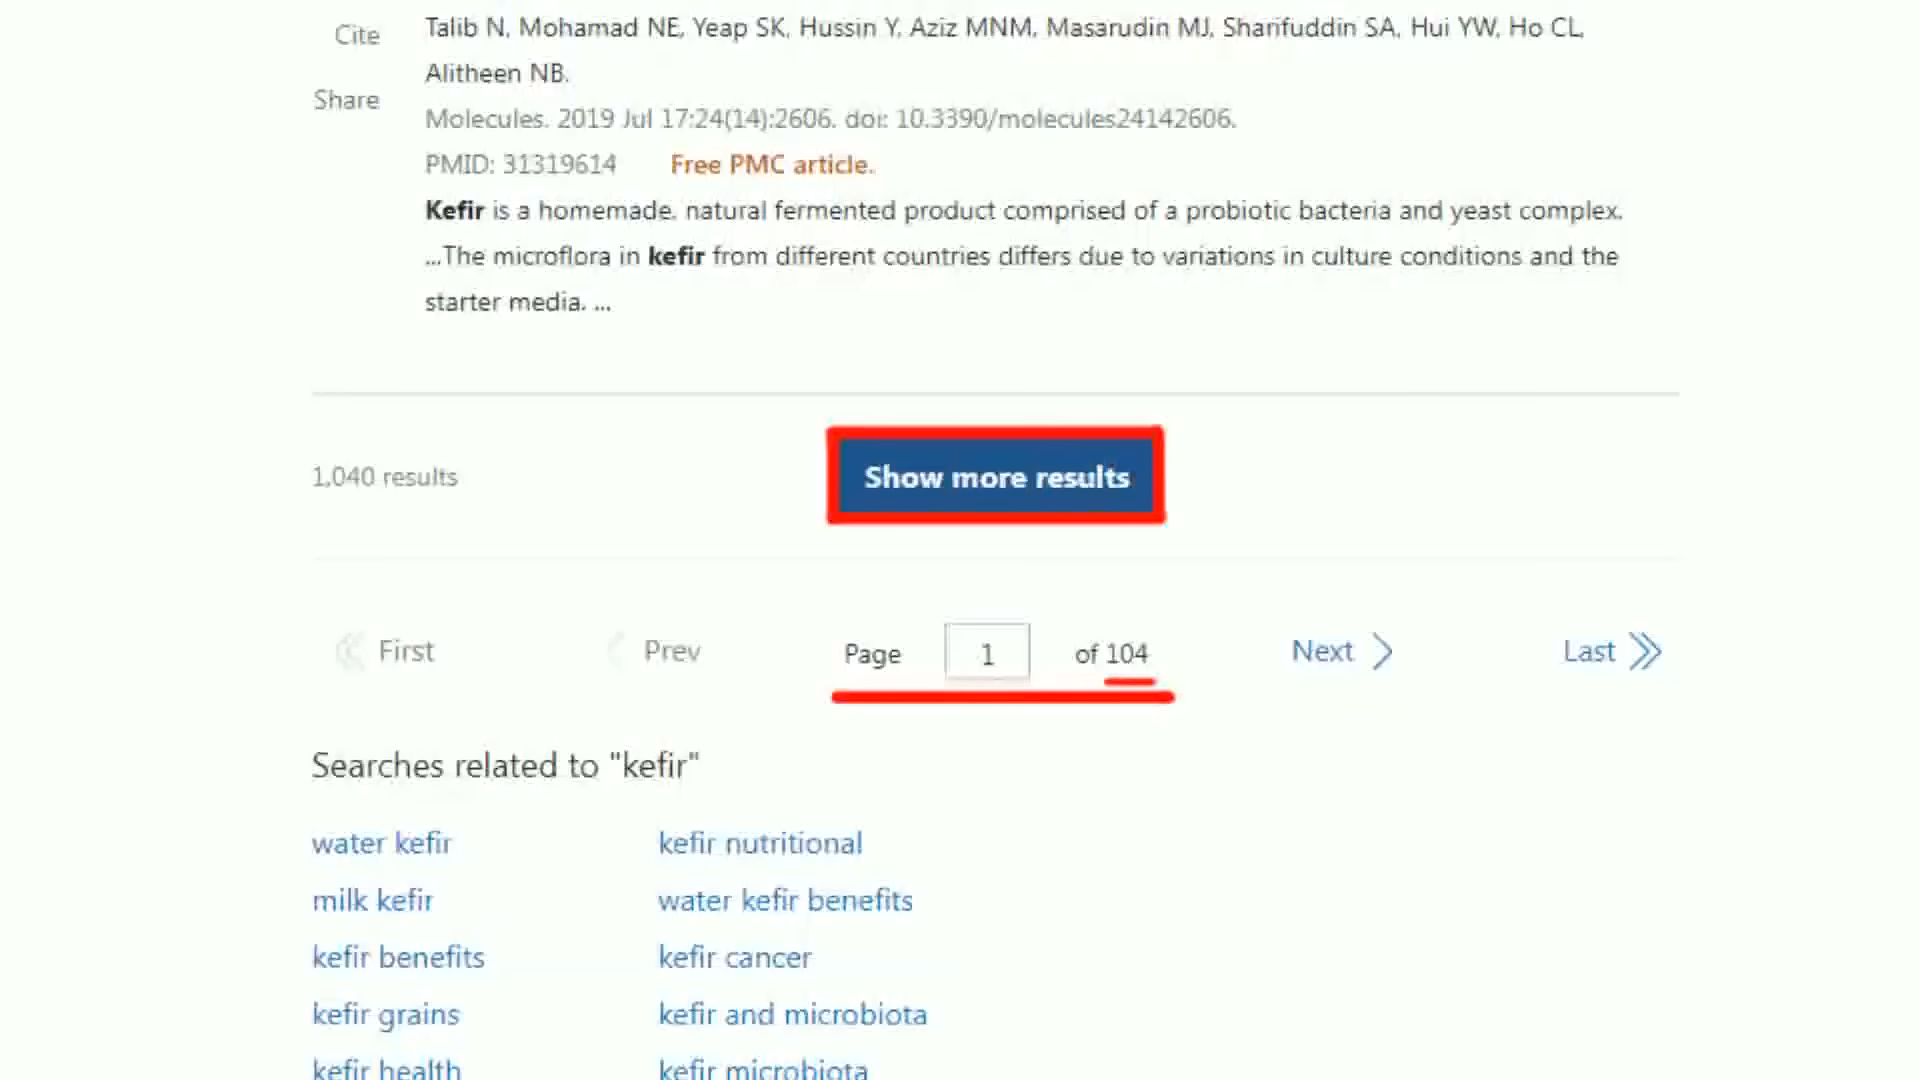 Cite
Talib N, Mohamad NE, Yeap SK, Hussin Y, Aziz MNM, Masarudin MJ, Sharifuddin SA, Hui YW, Ho CL,
Alitheen NB.
Share
Molecules. 2019 Jul 17;24(14):2606. doi: 10.3390/molecules24142606.
PMID: 31319614 Free PMC article.
Kefir is a homemade, natural fermented product comprised of a probiotic bacteria and yeast complex.
...The microflora in kefir from different countries differs due to variations in culture conditions and the
starter media. ...
1,040 results
Show more results
First Prev Page 1 of 104 Next Last
Searches related to "kefir"
water kefir kefir nutritional
milk kefir water kefir benefits
kefir benefits kefir cancer
kefir grains kefir and microbiota
kefir health kefir microbiota